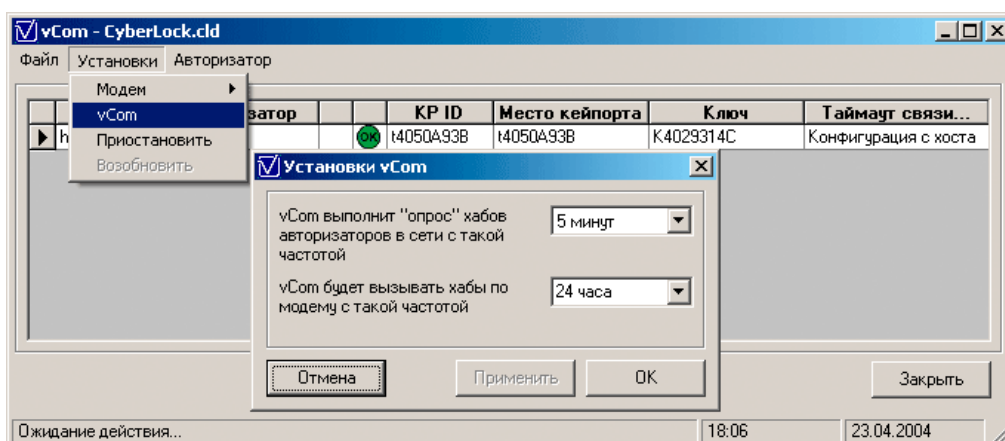 vCom - CyberLock.cld
Файл Установки Авторизатор
Модем
vCom
Приостановить
Возобновить
затор KP ID Место кейпорта Ключ Таймаут связи...
h OK t4050A93B t4050A93B K4029314C Конфигурация с хоста
Установки vCom
vCom выполнит "опрос" хабов
авторизаторов в сети с такой
частотой
5 минут
vCom будет вызывать хабы по
модему с такой частотой
24 часа
Отмена Применить OK
Закрыть
Ожидание действия... 18:06 23.04.2004